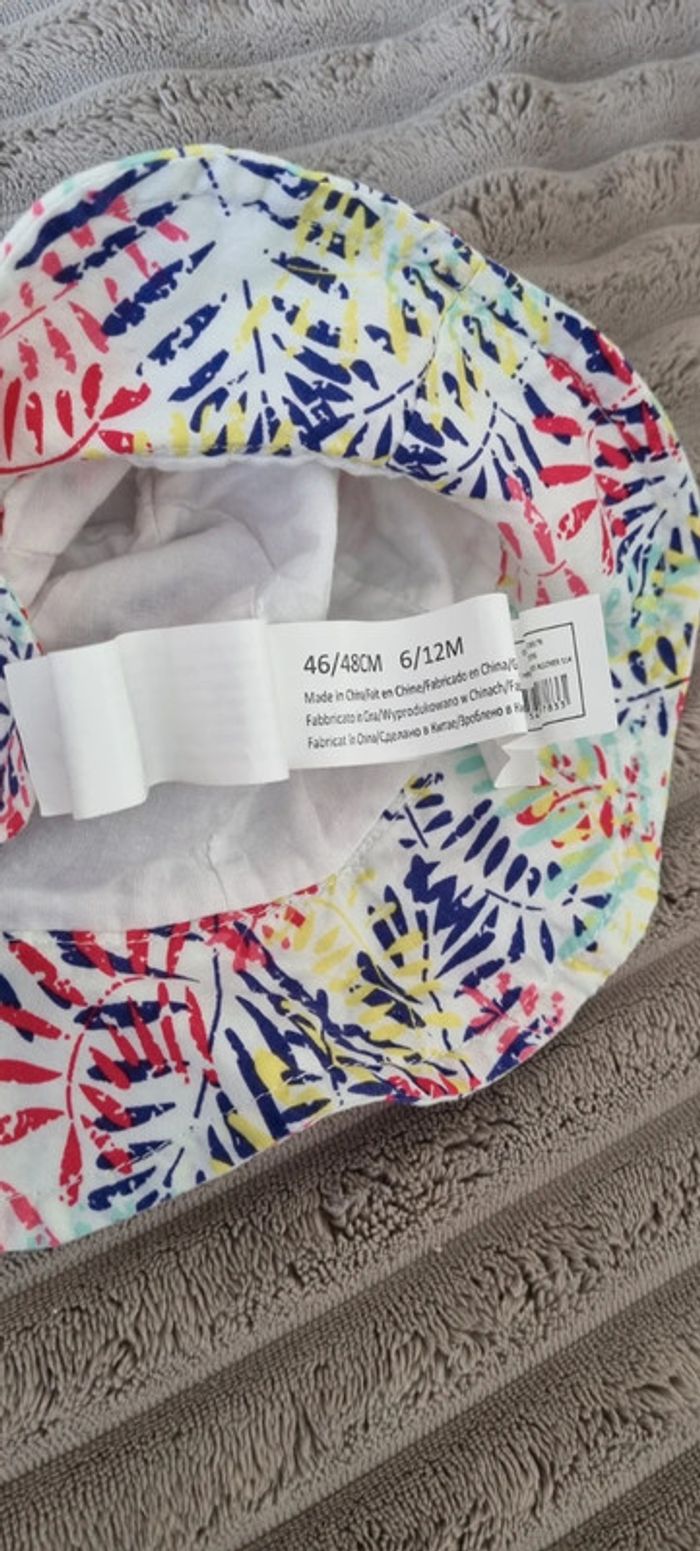 46/48CM 6/12M
Made in China/Fait en Chine/Fabricado en China/
Fabbricato in Cina/Wyprodukowano w Chinach/
Fabricat în China/Сделано в Китае/Зроблено в